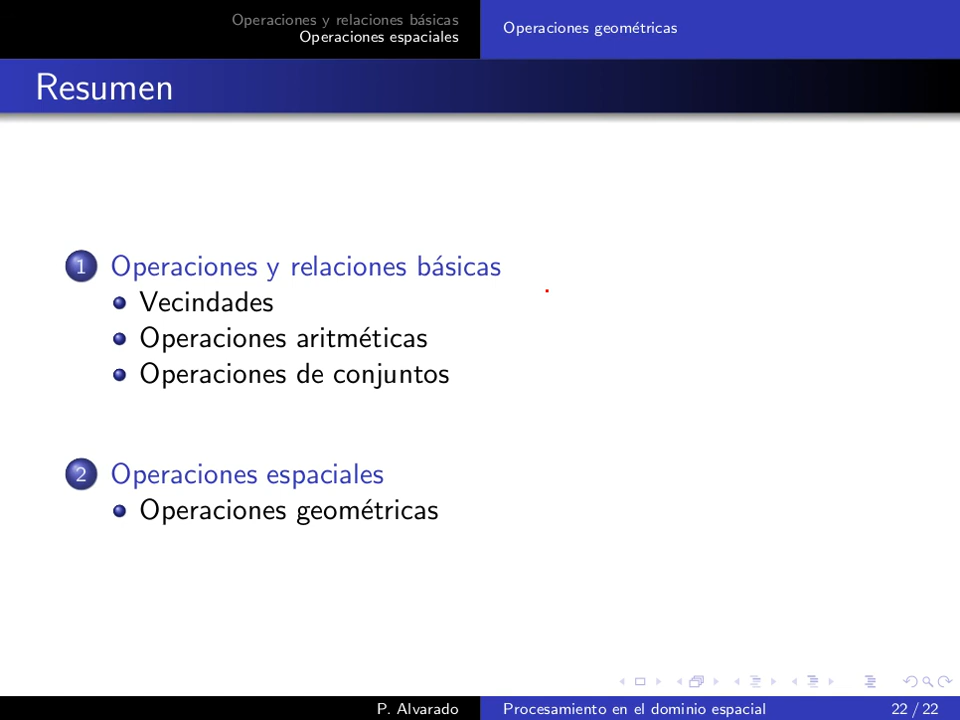 Operaciones y relaciones básicas
Operaciones espaciales
Operaciones geométricas
Resumen
1 Operaciones y relaciones básicas
Vecindades
Operaciones aritméticas
Operaciones de conjuntos
2 Operaciones espaciales
Operaciones geométricas
P. Alvarado
Procesamiento en el dominio espacial
22 / 22